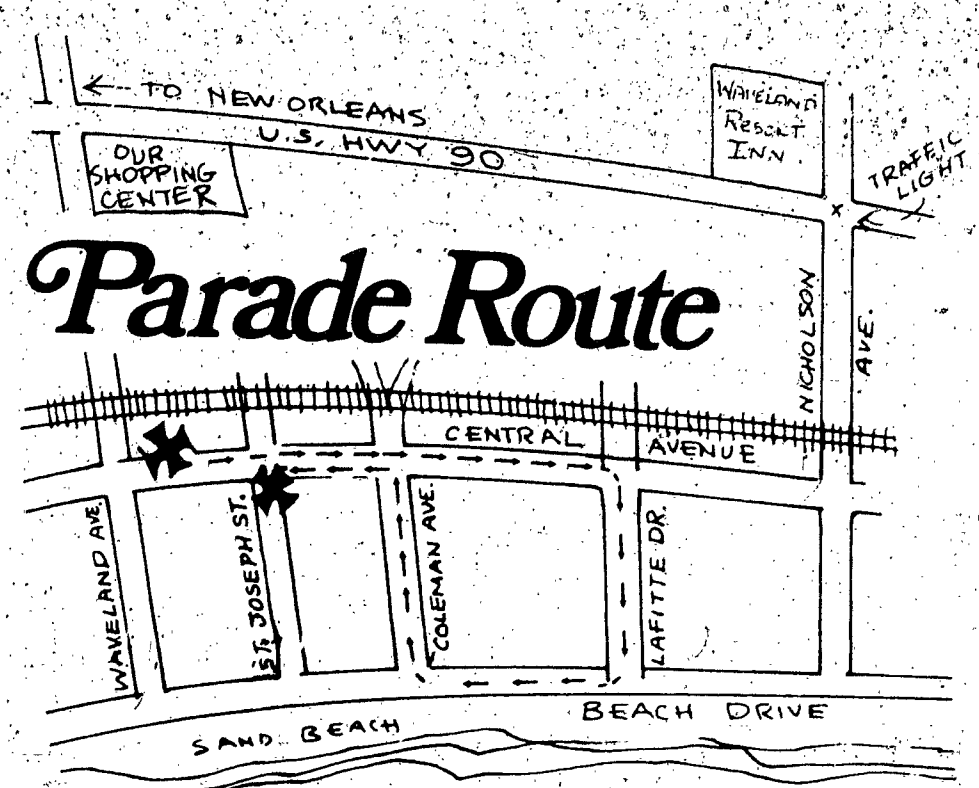 TO NEW ORLEANS
U.S. HWY 90
OUR
SHOPPING
CENTER
WAVELAND
RESORT
INN
TRAFFIC
LIGHT
x
Parade Route
NICHOLSON
AVE.
CENTRAL
AVENUE
WAVELAND AVE.
ST. JOSEPH ST.
COLEMAN AVE.
LAFITTE DR.
BEACH DRIVE
SAND BEACH